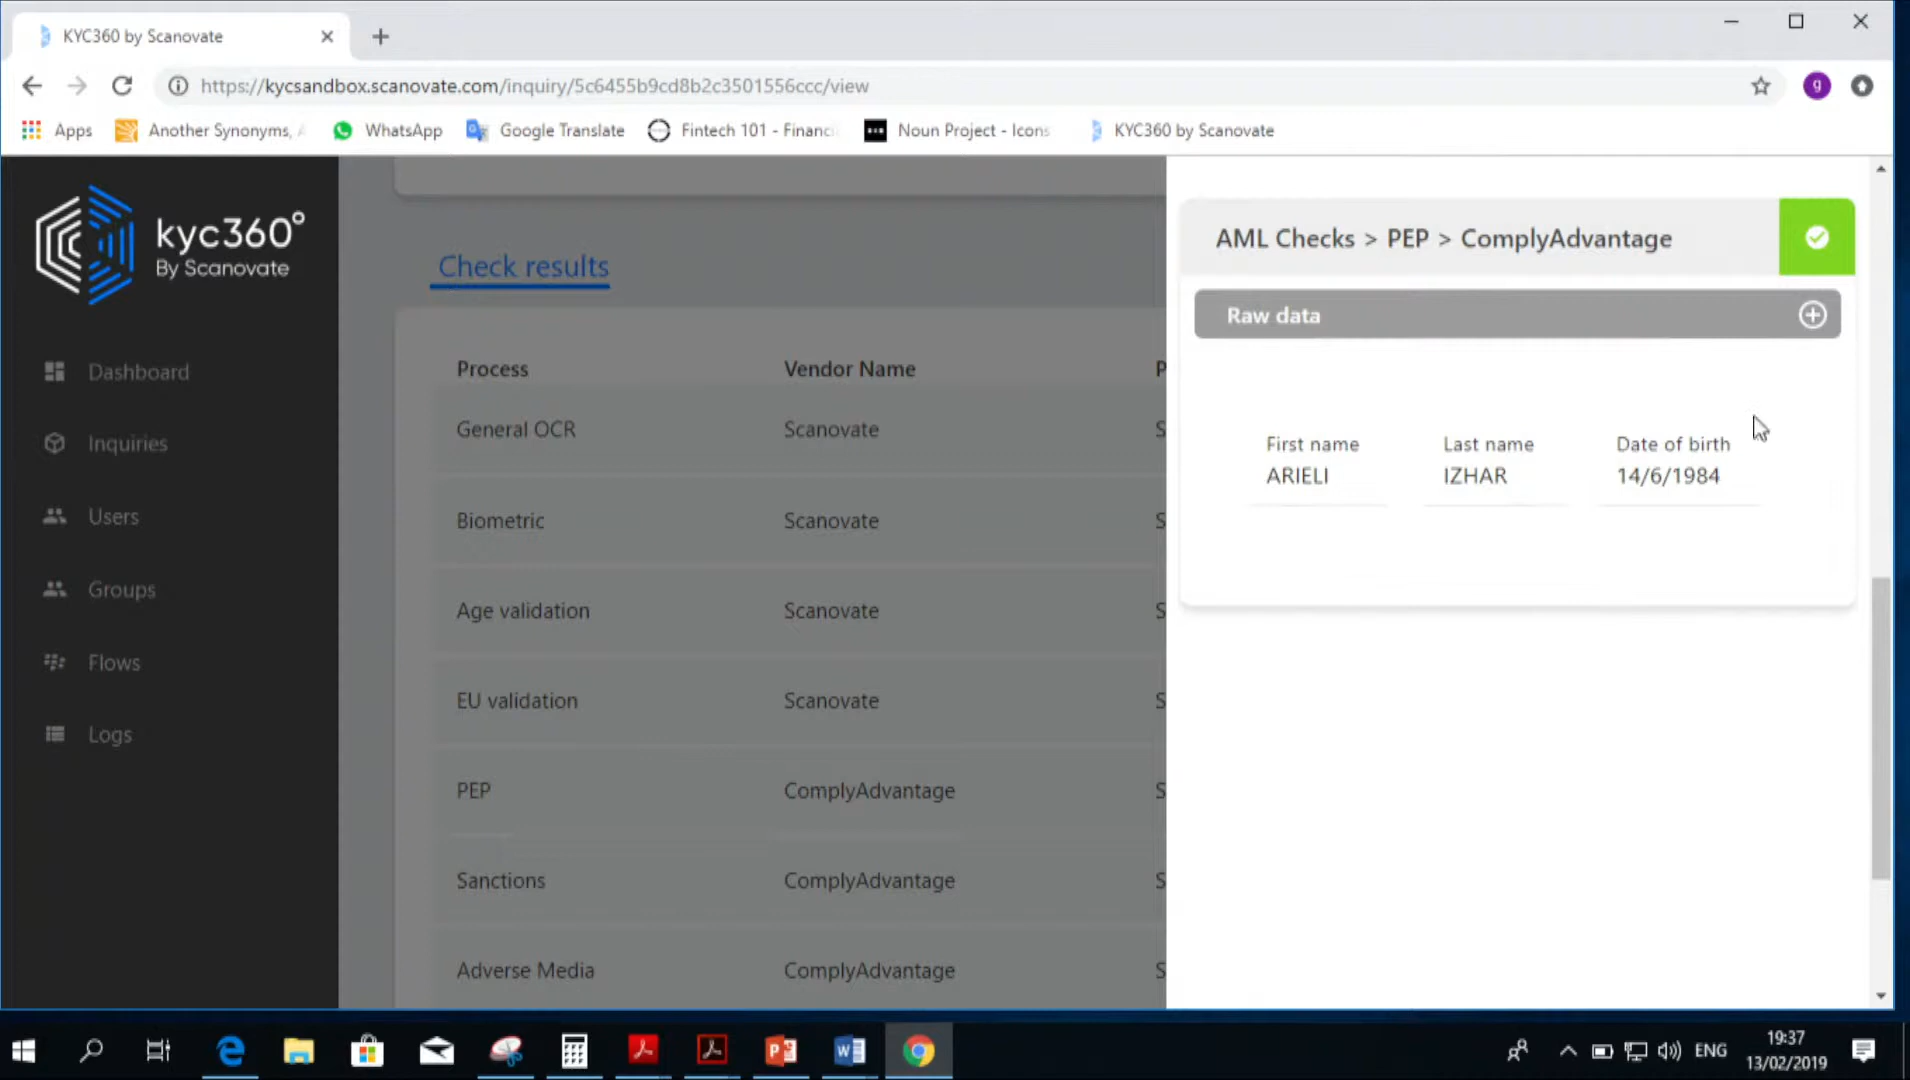 KYC360 by Scanovate
https://kycsandbox.scanovate.com/inquiry/5c6455b9cd8b2c3501556ccc/view
g
Apps
Another Synonyms,
WhatsApp
Google Translate
Fintech 101 - Financ
Noun Project - Icons
KYC360 by Scanovate
kyc360°
By Scanovate
Dashboard
Inquiries
Users
Groups
Flows
Logs
Check results
Process Vendor Name P
General OCR Scanovate S
Biometric Scanovate S
Age validation Scanovate S
EU validation Scanovate S
PEP ComplyAdvantage S
Sanctions ComplyAdvantage S
Adverse Media ComplyAdvantage S
AML Checks > PEP > ComplyAdvantage
Raw data
First name Last name Date of birth
ARIELI IZHAR 14/6/1984
ENG
19:37
13/02/2019